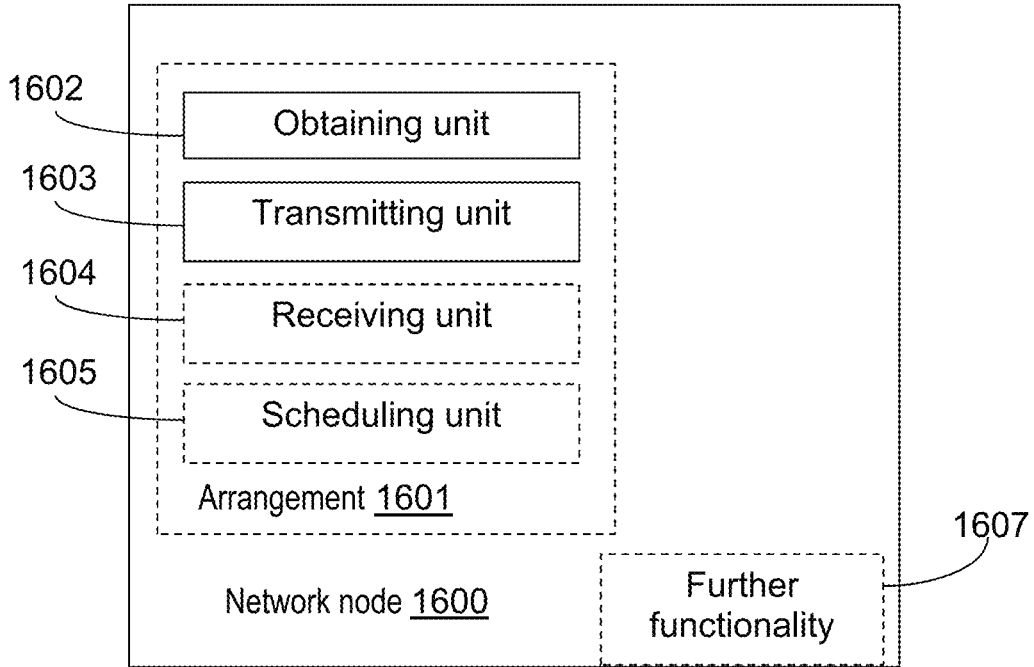 1602
Obtaining unit
1603
Transmitting unit
1604
Receiving unit
1605
Scheduling unit
Arrangement 1601
1607
Network node 1600
Further
functionality